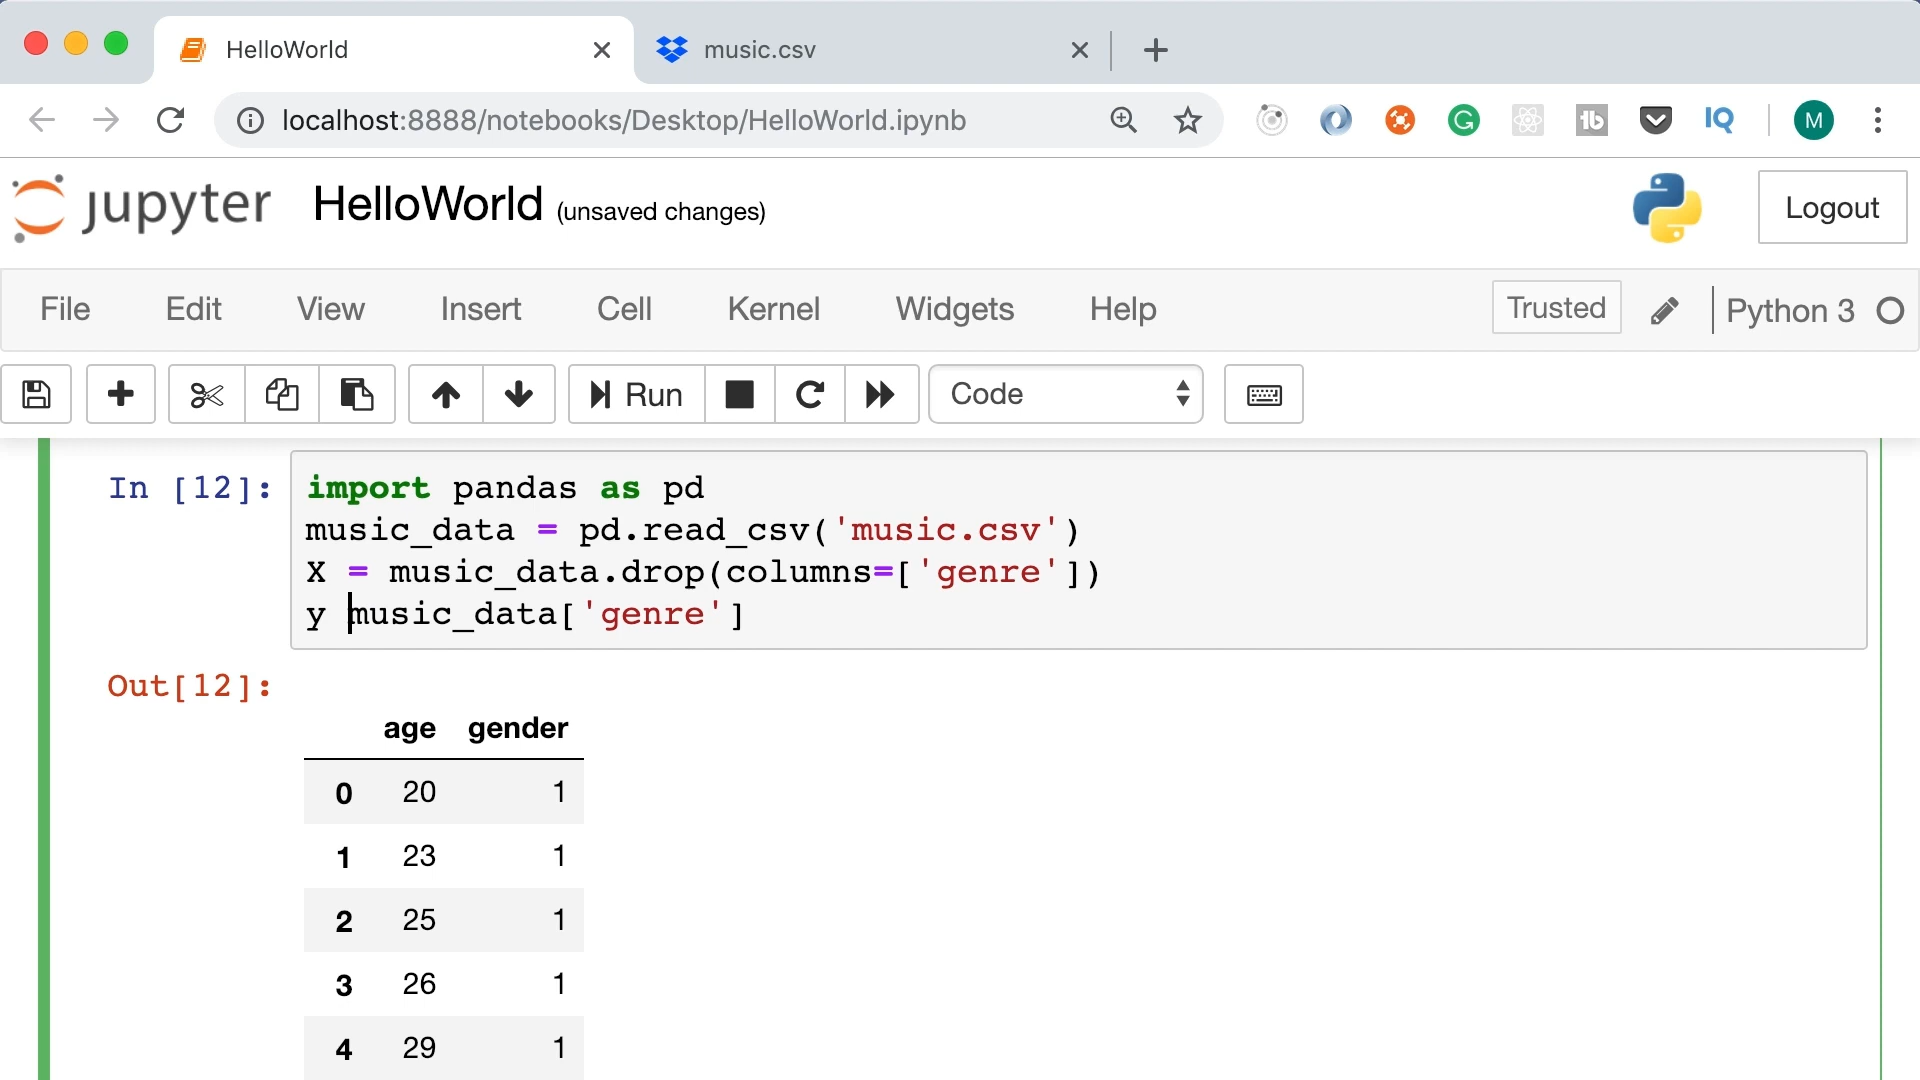 HelloWorld
music.csv
localhost:8888/notebooks/Desktop/HelloWorld.ipynb
IQ
M
jupyter
HelloWorld (unsaved changes)
Logout
File Edit View Insert Cell Kernel Widgets Help
Trusted
Python 3
Run
Code
In [12]:
import pandas as pd
music_data = pd.read_csv('music.csv')
X = music_data.drop(columns=['genre'])
y music_data['genre']
Out[12]:
age gender
0 20 1
1 23 1
2 25 1
3 26 1
4 29 1